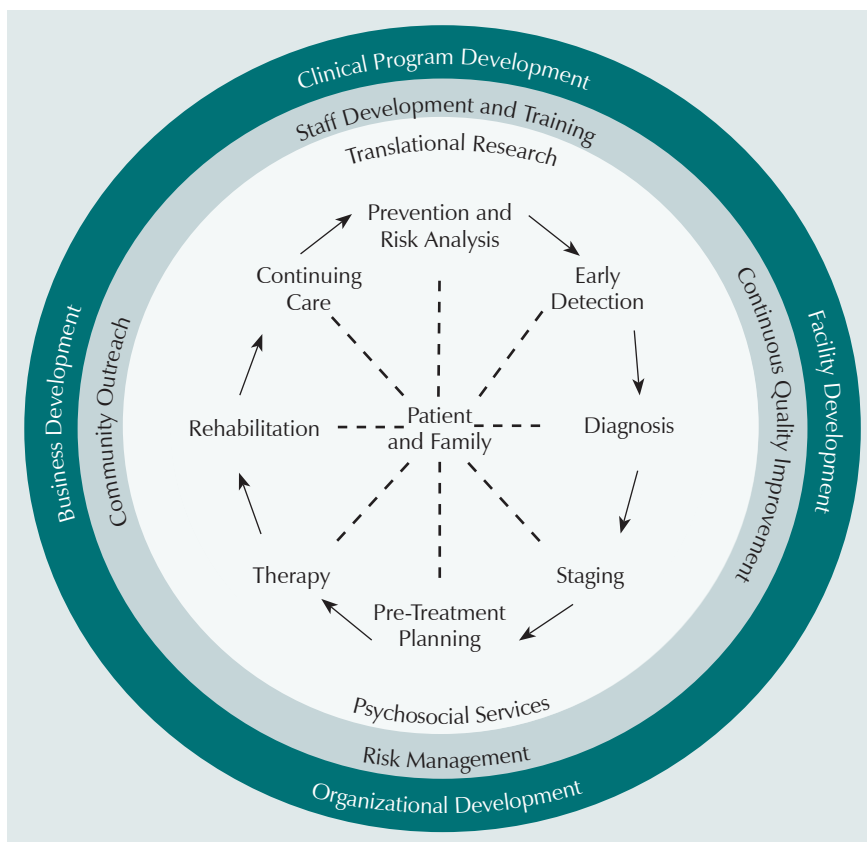 Clinical Program Development
Staff Development and Training
Translational Research
Prevention and
Risk Analysis
Continuing
Care
Early
Detection
Business Development
Community Outreach
Rehabilitation
Patient
and Family
Diagnosis
Continuous Quality Improvement
Facility Development
Therapy
Staging
Pre-Treatment
Planning
Psychosocial Services
Risk Management
Organizational Development